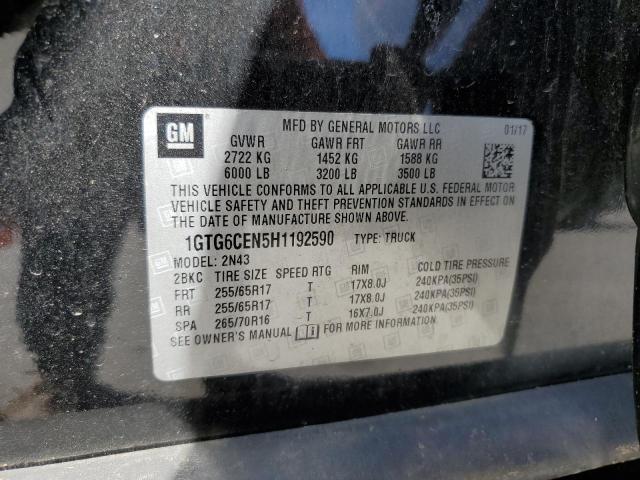 GM
MFD BY GENERAL MOTORS LLC 01/17
GVWR GAWR FRT GAWR RR
2722 KG 1452 KG 1588 KG
6000 LB 3200 LB 3500 LB
THIS VEHICLE CONFORMS TO ALL APPLICABLE U.S. FEDERAL MOTOR
VEHICLE SAFETY AND THEFT PREVENTION STANDARDS IN EFFECT ON
THE DATE OF MANUFACTURE SHOWN ABOVE.
1GTG6CEN5H1192590 TYPE: TRUCK
MODEL: 2N43
2BKC TIRE SIZE SPEED RTG RIM COLD TIRE PRESSURE
FRT 255/65R17 T 17X8.0J 240KPA(35PSI)
RR 255/65R17 T 17X8.0J 240KPA(35PSI)
SPA 265/70R16 T 16X7.0J 240KPA(35PSI)
SEE OWNER'S MANUAL FOR MORE INFORMATION.